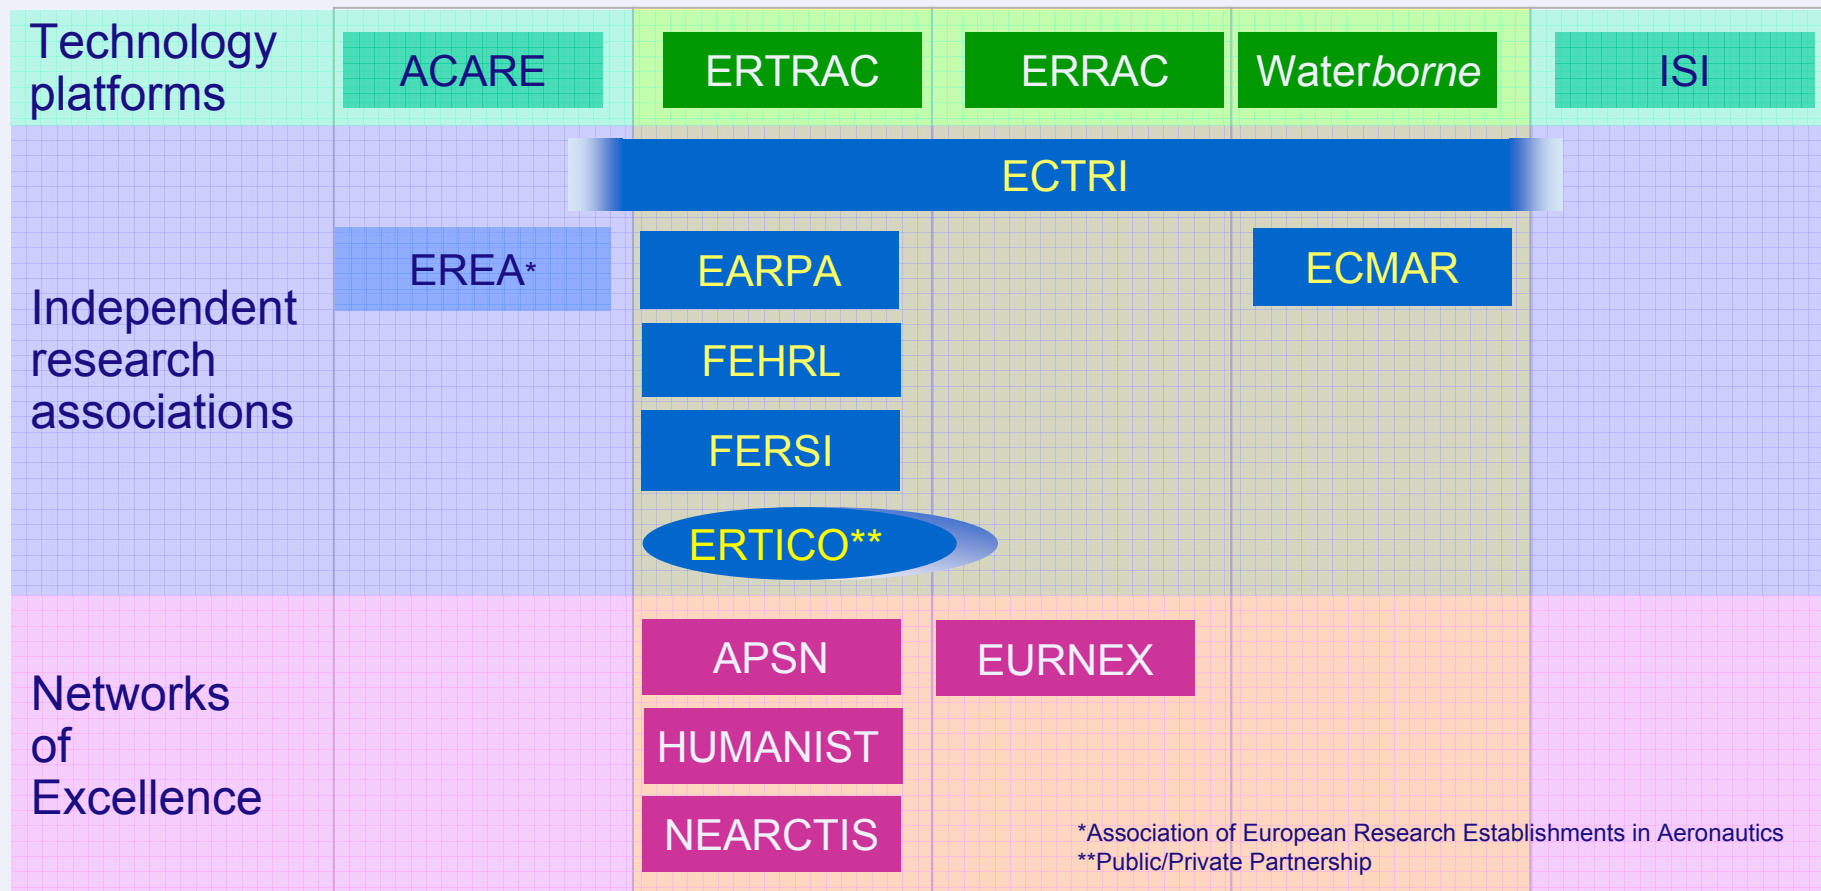 Technology
platforms
ACARE
ERTRAC
ERRAC
Waterborne
ISI
ECTRI
Independent
research
associations
EREA*
EARPA
ECMAR
FEHRL
FERSI
ERTICO**
Networks
of
Excellence
APSN
EURNEX
HUMANIST
NEARCTIS
*Association of European Research Establishments in Aeronautics
**Public/Private Partnership